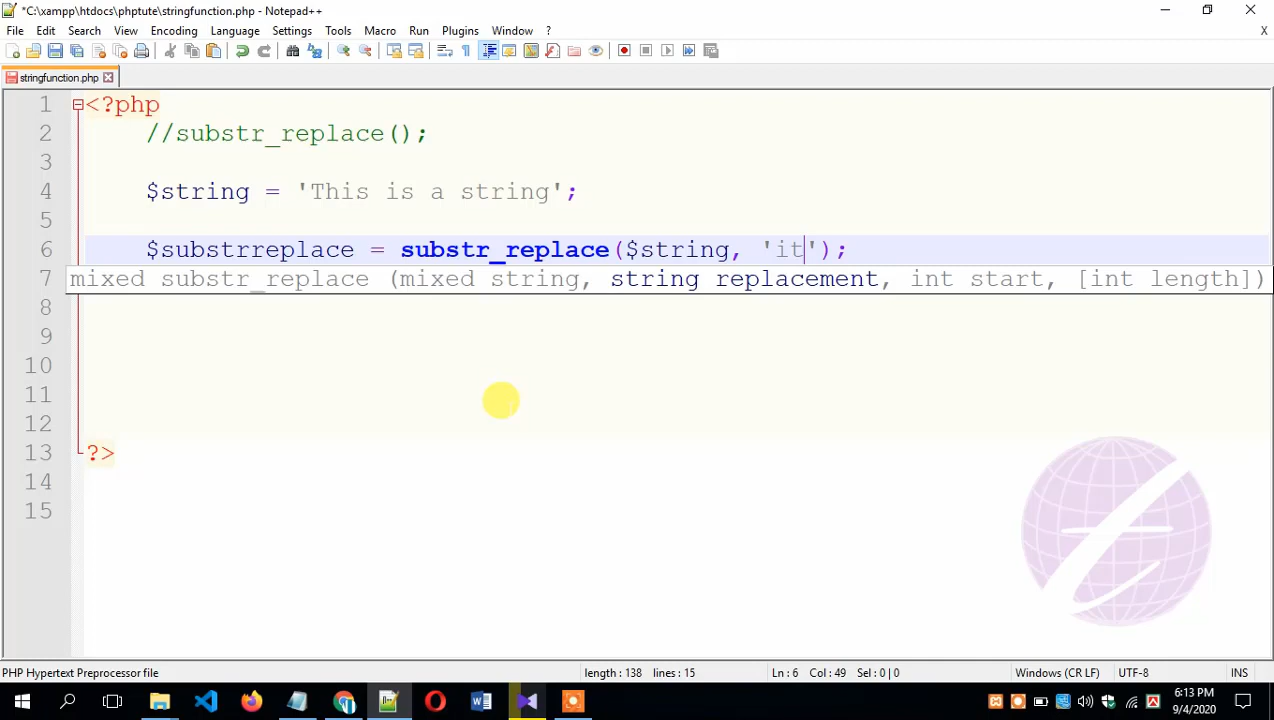 *C:\xampp\htdocs\phptute\stringfunction.php - Notepad++
File Edit Search View Encoding Language Settings Tools Macro Run Plugins Window ?
X
stringfunction.php
1 <?php
2 //substr_replace();
3
4 $string = 'This is a string';
5
6 $substrreplace = substr_replace($string, 'it');
7 mixed substr_replace (mixed string, string replacement, int start, [int length])
8
9
10
11
12
13 ?>
14
15
PHP Hypertext Preprocessor file length : 138 lines : 15 Ln : 6 Col : 49 Sel : 0 | 0 Windows (CR LF) UTF-8 INS
6:13 PM
9/4/2020